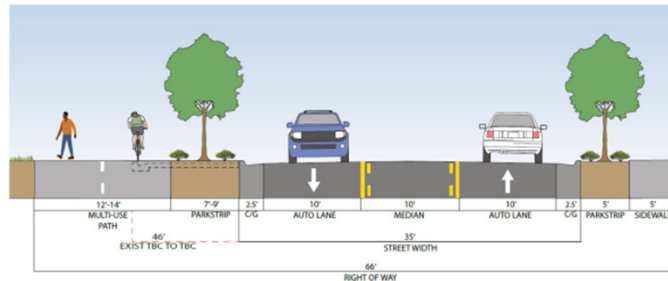 12'-14' 7'-9' 2.5' 10' 10' 10' 2.5' 5' 5'
MULTI-USE PATH PARKSTRIP C/G AUTO LANE MEDIAN AUTO LANE C/G PARKSTRIP SIDEWAL
46'
EXIST TBC TO TBC
35'
STREET WIDTH
66'
RIGHT OF WAY